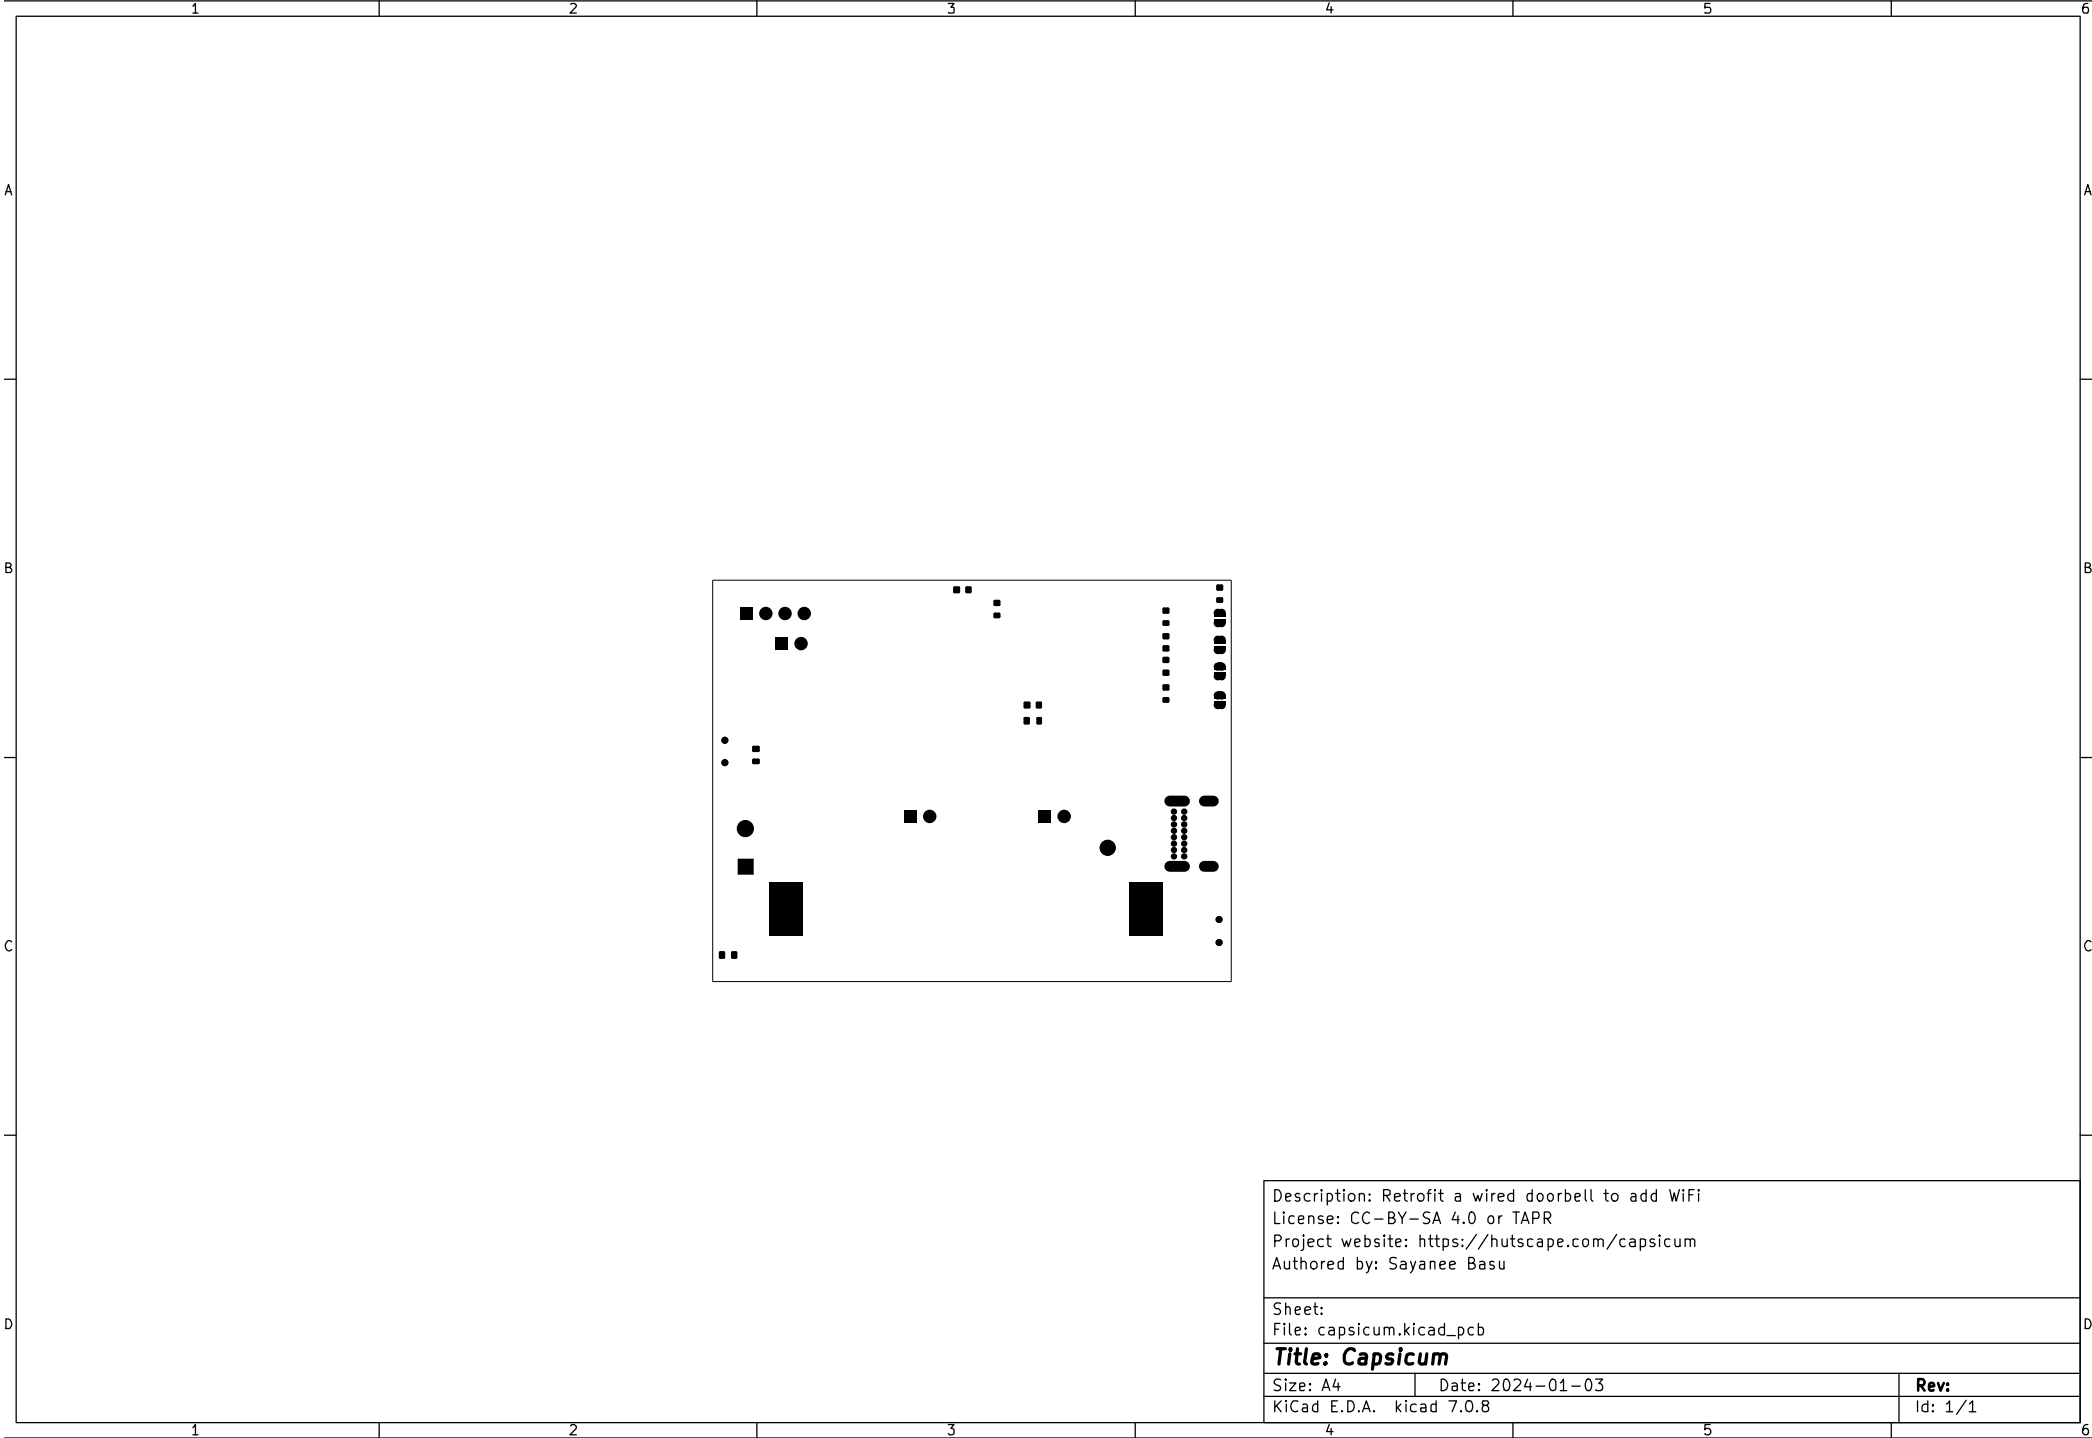 1 2 3 4 5 6
A A
B B
C C
Description: Retrofit a wired doorbell to add WiFi
License: CC-BY-SA 4.0 or TAPR
Project website: https://hutscape.com/capsicum
Authored by: Sayanee Basu
Sheet:
D D
File: capsicum.kicad_pcb
Title: Capsicum
Size: A4 Date: 2024-01-03 Rev:
KiCad E.D.A. kicad 7.0.8 Id: 1/1
1 2 3 4 5 6